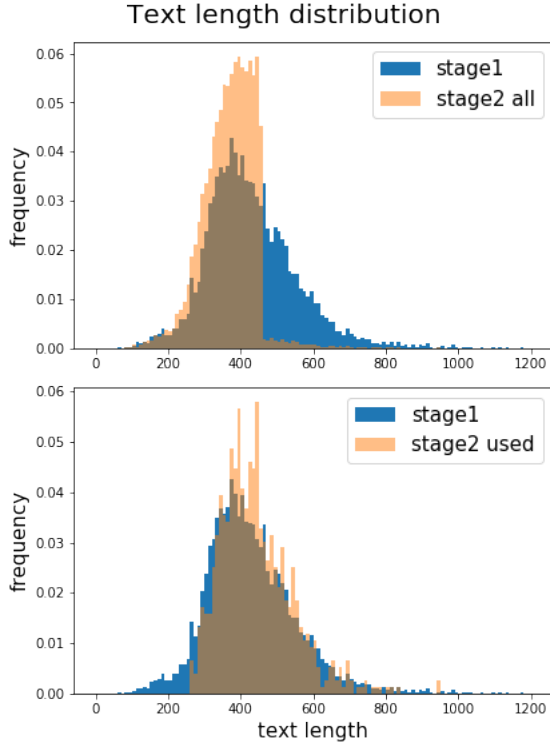 Text length distribution
0.06
0.05
0.04
0.03
0.02
0.01
0.00
frequency
stage1
stage2 all
0 200 400 600 800 1000 1200
0.06
0.05
0.04
0.03
0.02
0.01
0.00
frequency
stage1
stage2 used
0 200 400 600 800 1000 1200
text length